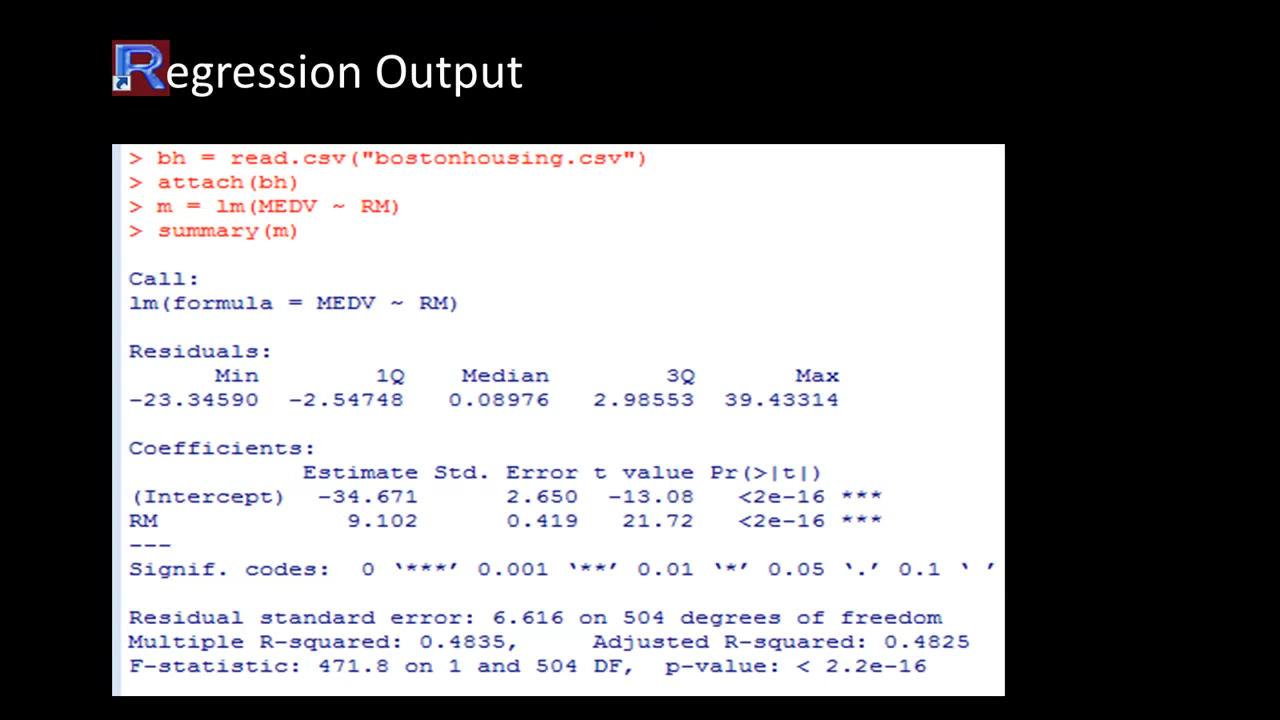 Regression Output
> bh = read.csv("bostonhousing.csv")
> attach(bh)
> m = lm(MEDV ~ RM)
> summary(m)
Call:
lm(formula = MEDV ~ RM)
Residuals:
Min 1Q Median 3Q Max
-23.34590 -2.54748 0.08976 2.98553 39.43314
Coefficients:
Estimate Std. Error t value Pr(>|t|)
(Intercept) -34.671 2.650 -13.08 <2e-16 ***
RM 9.102 0.419 21.72 <2e-16 ***
---
Signif. codes: 0 ‘***’ 0.001 ‘**’ 0.01 ‘*’ 0.05 ‘.’ 0.1 ‘ ’
Residual standard error: 6.616 on 504 degrees of freedom
Multiple R-squared: 0.4835, Adjusted R-squared: 0.4825
F-statistic: 471.8 on 1 and 504 DF, p-value: < 2.2e-16